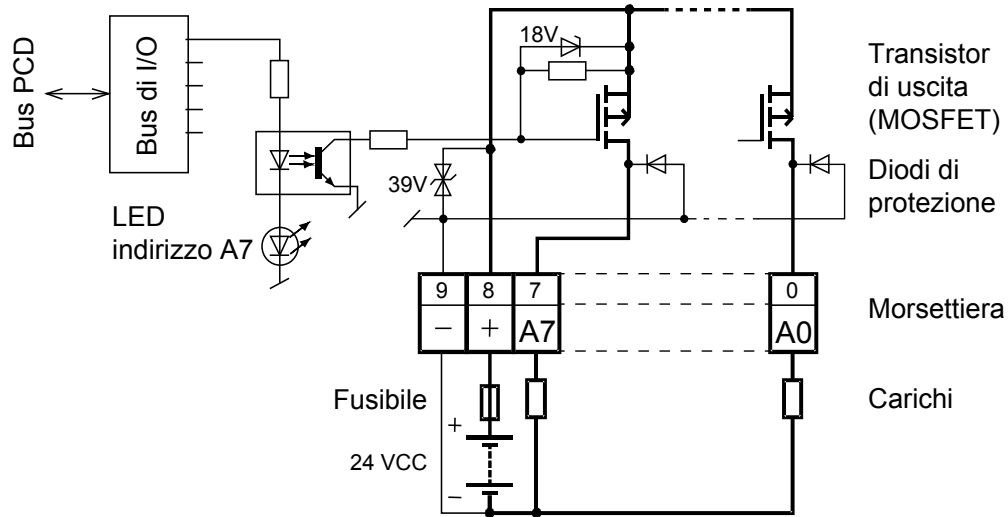 Bus PCD
Bus di I/O
18V
39V
Transistor
di uscita
(MOSFET)
Diodi di
protezione
LED
indirizzo A7
9 8 7 0
− + A7 A0
Morsettiera
Fusibile
Carichi
+
24 VCC
−